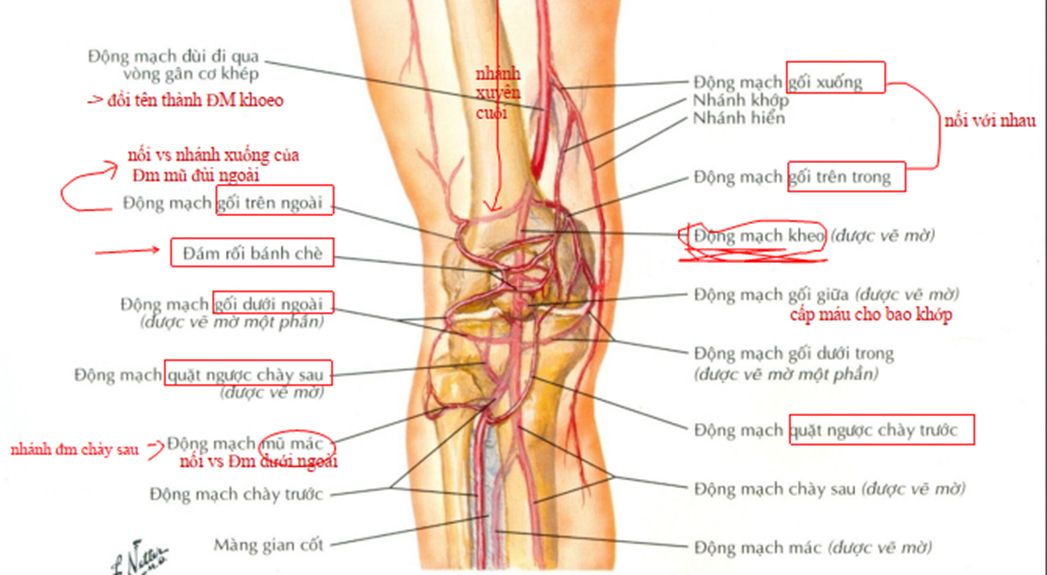 Động mạch đùi đi qua
vòng gân cơ khép
-> đổi tên thành ĐM khoeo
nối vs nhánh xuống của
Đm mũ đùi ngoài
Động mạch gối trên ngoài
Đám rối bánh chè
Động mạch gối dưới ngoài
(được vẽ mờ một phần)
Động mạch quặt ngược chày sau
(được vẽ mờ)
nhánh đm chày sau
Động mạch mũ mác
nối vs Đm dưới ngoài
Động mạch chày trước
Màng gian cốt
nhánh
xuyên
cuối
Động mạch gối xuống
Nhánh khớp
Nhánh hiển
nối với nhau
Động mạch gối trên trong
Động mạch kheo (được vẽ mờ)
Động mạch gối giữa (được vẽ mờ)
cấp máu cho bao khớp
Động mạch gối dưới trong
(được vẽ mờ một phần)
Động mạch quặt ngược chày trước
Động mạch chày sau (được vẽ mờ)
Động mạch mác (được vẽ mờ)